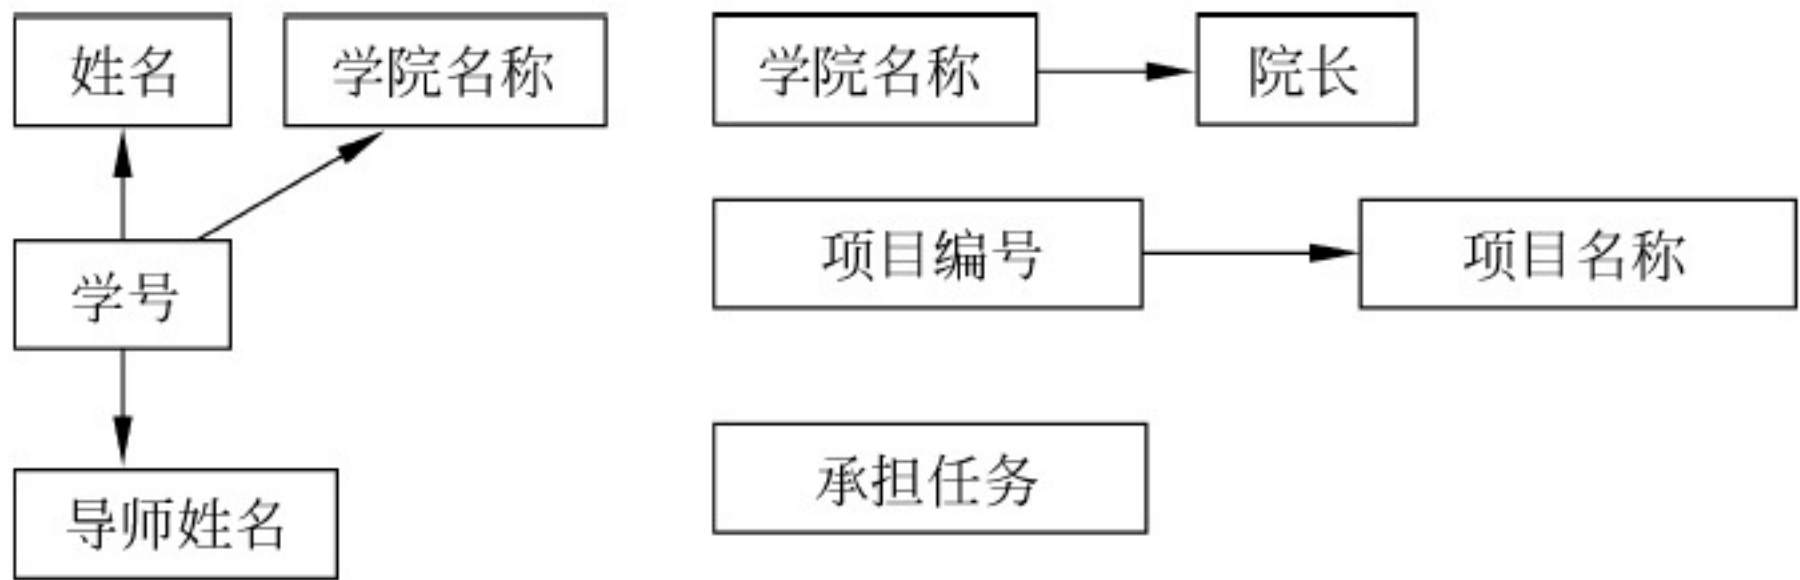 姓名
学院名称
学院名称
院长
项目编号
项目名称
学号
承担任务
导师姓名